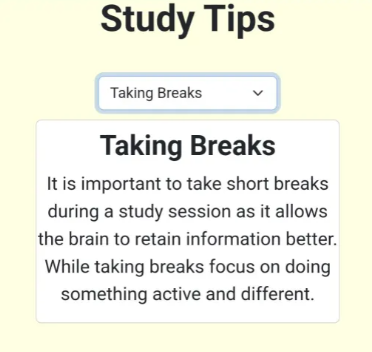 Study Tips
Taking Breaks
Taking Breaks
It is important to take short breaks
during a study session as it allows
the brain to retain information better.
While taking breaks focus on doing
something active and different.